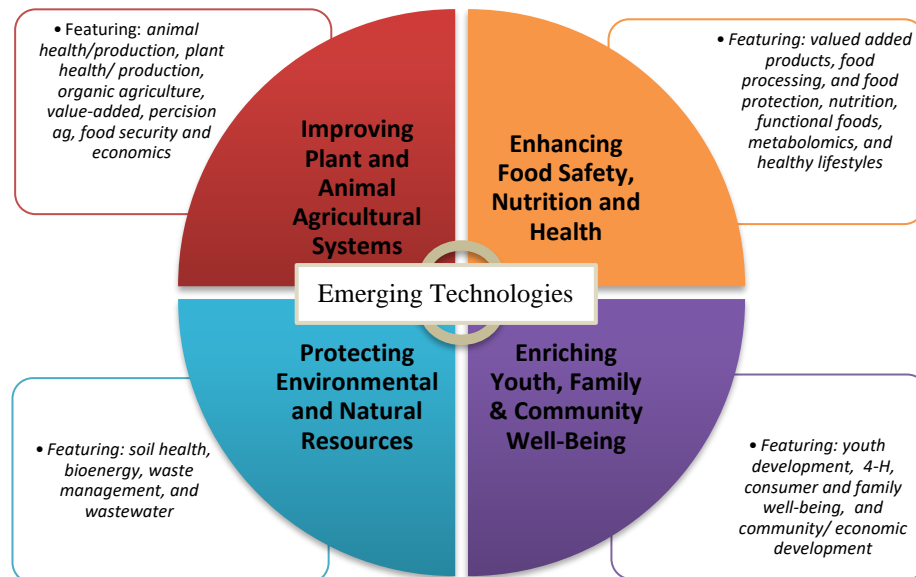 • Featuring: animal
health/production, plant
health/ production,
organic agriculture,
value-added, percision
ag, food security and
economics
Improving
Plant and
Animal
Agricultural
Systems
Enhancing
Food Safety,
Nutrition and
Health
• Featuring: valued added
products, food
processing, and food
protection, nutrition,
functional foods,
metabolomics, and
healthy lifestyles
Emerging Technologies
• Featuring: soil health,
bioenergy, waste
management, and
wastewater
Protecting
Environmental
and Natural
Resources
Enriching
Youth, Family
& Community
Well-Being
• Featuring: youth
development, 4-H,
consumer and family
well-being, and
community/ economic
development